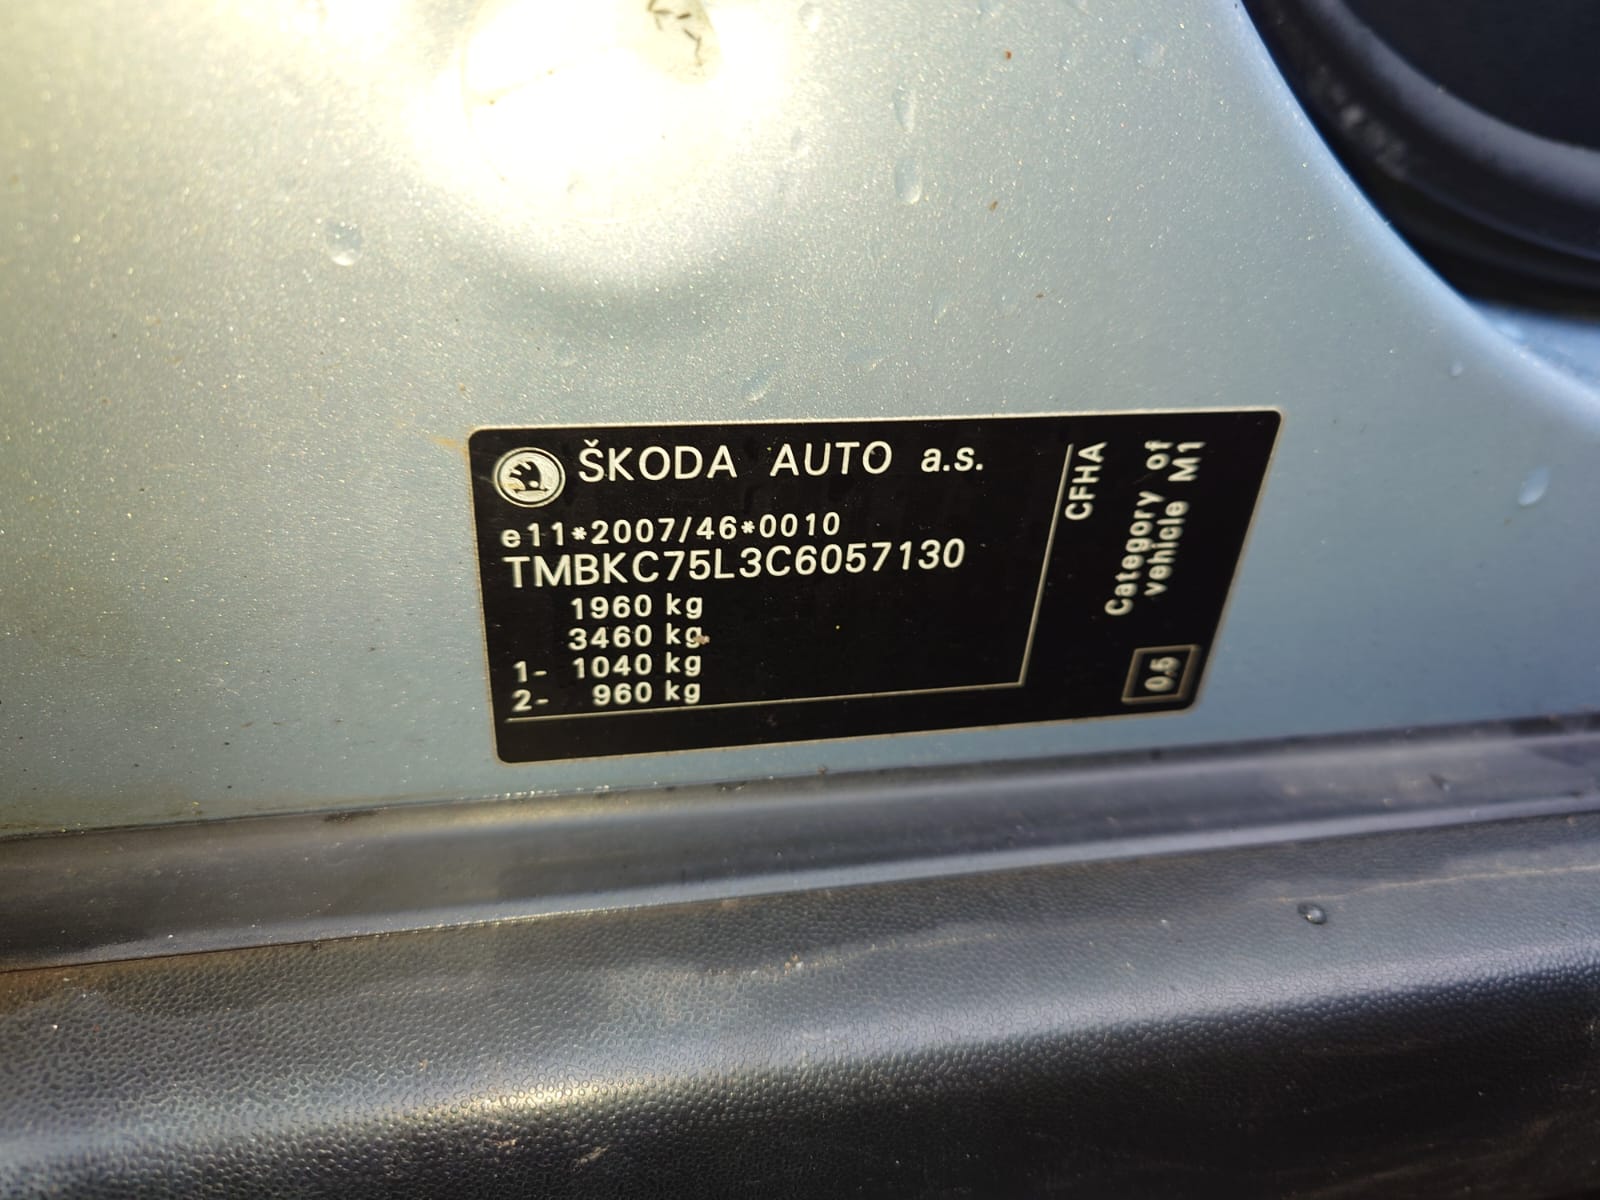 ŠKODA AUTO a.s.
e11*2007/46*0010
TMBKC75L3C6057130
1960 kg
3460 kg
1- 1040 kg
2- 960 kg
CFHA
Category of
vehicle M1
0.5